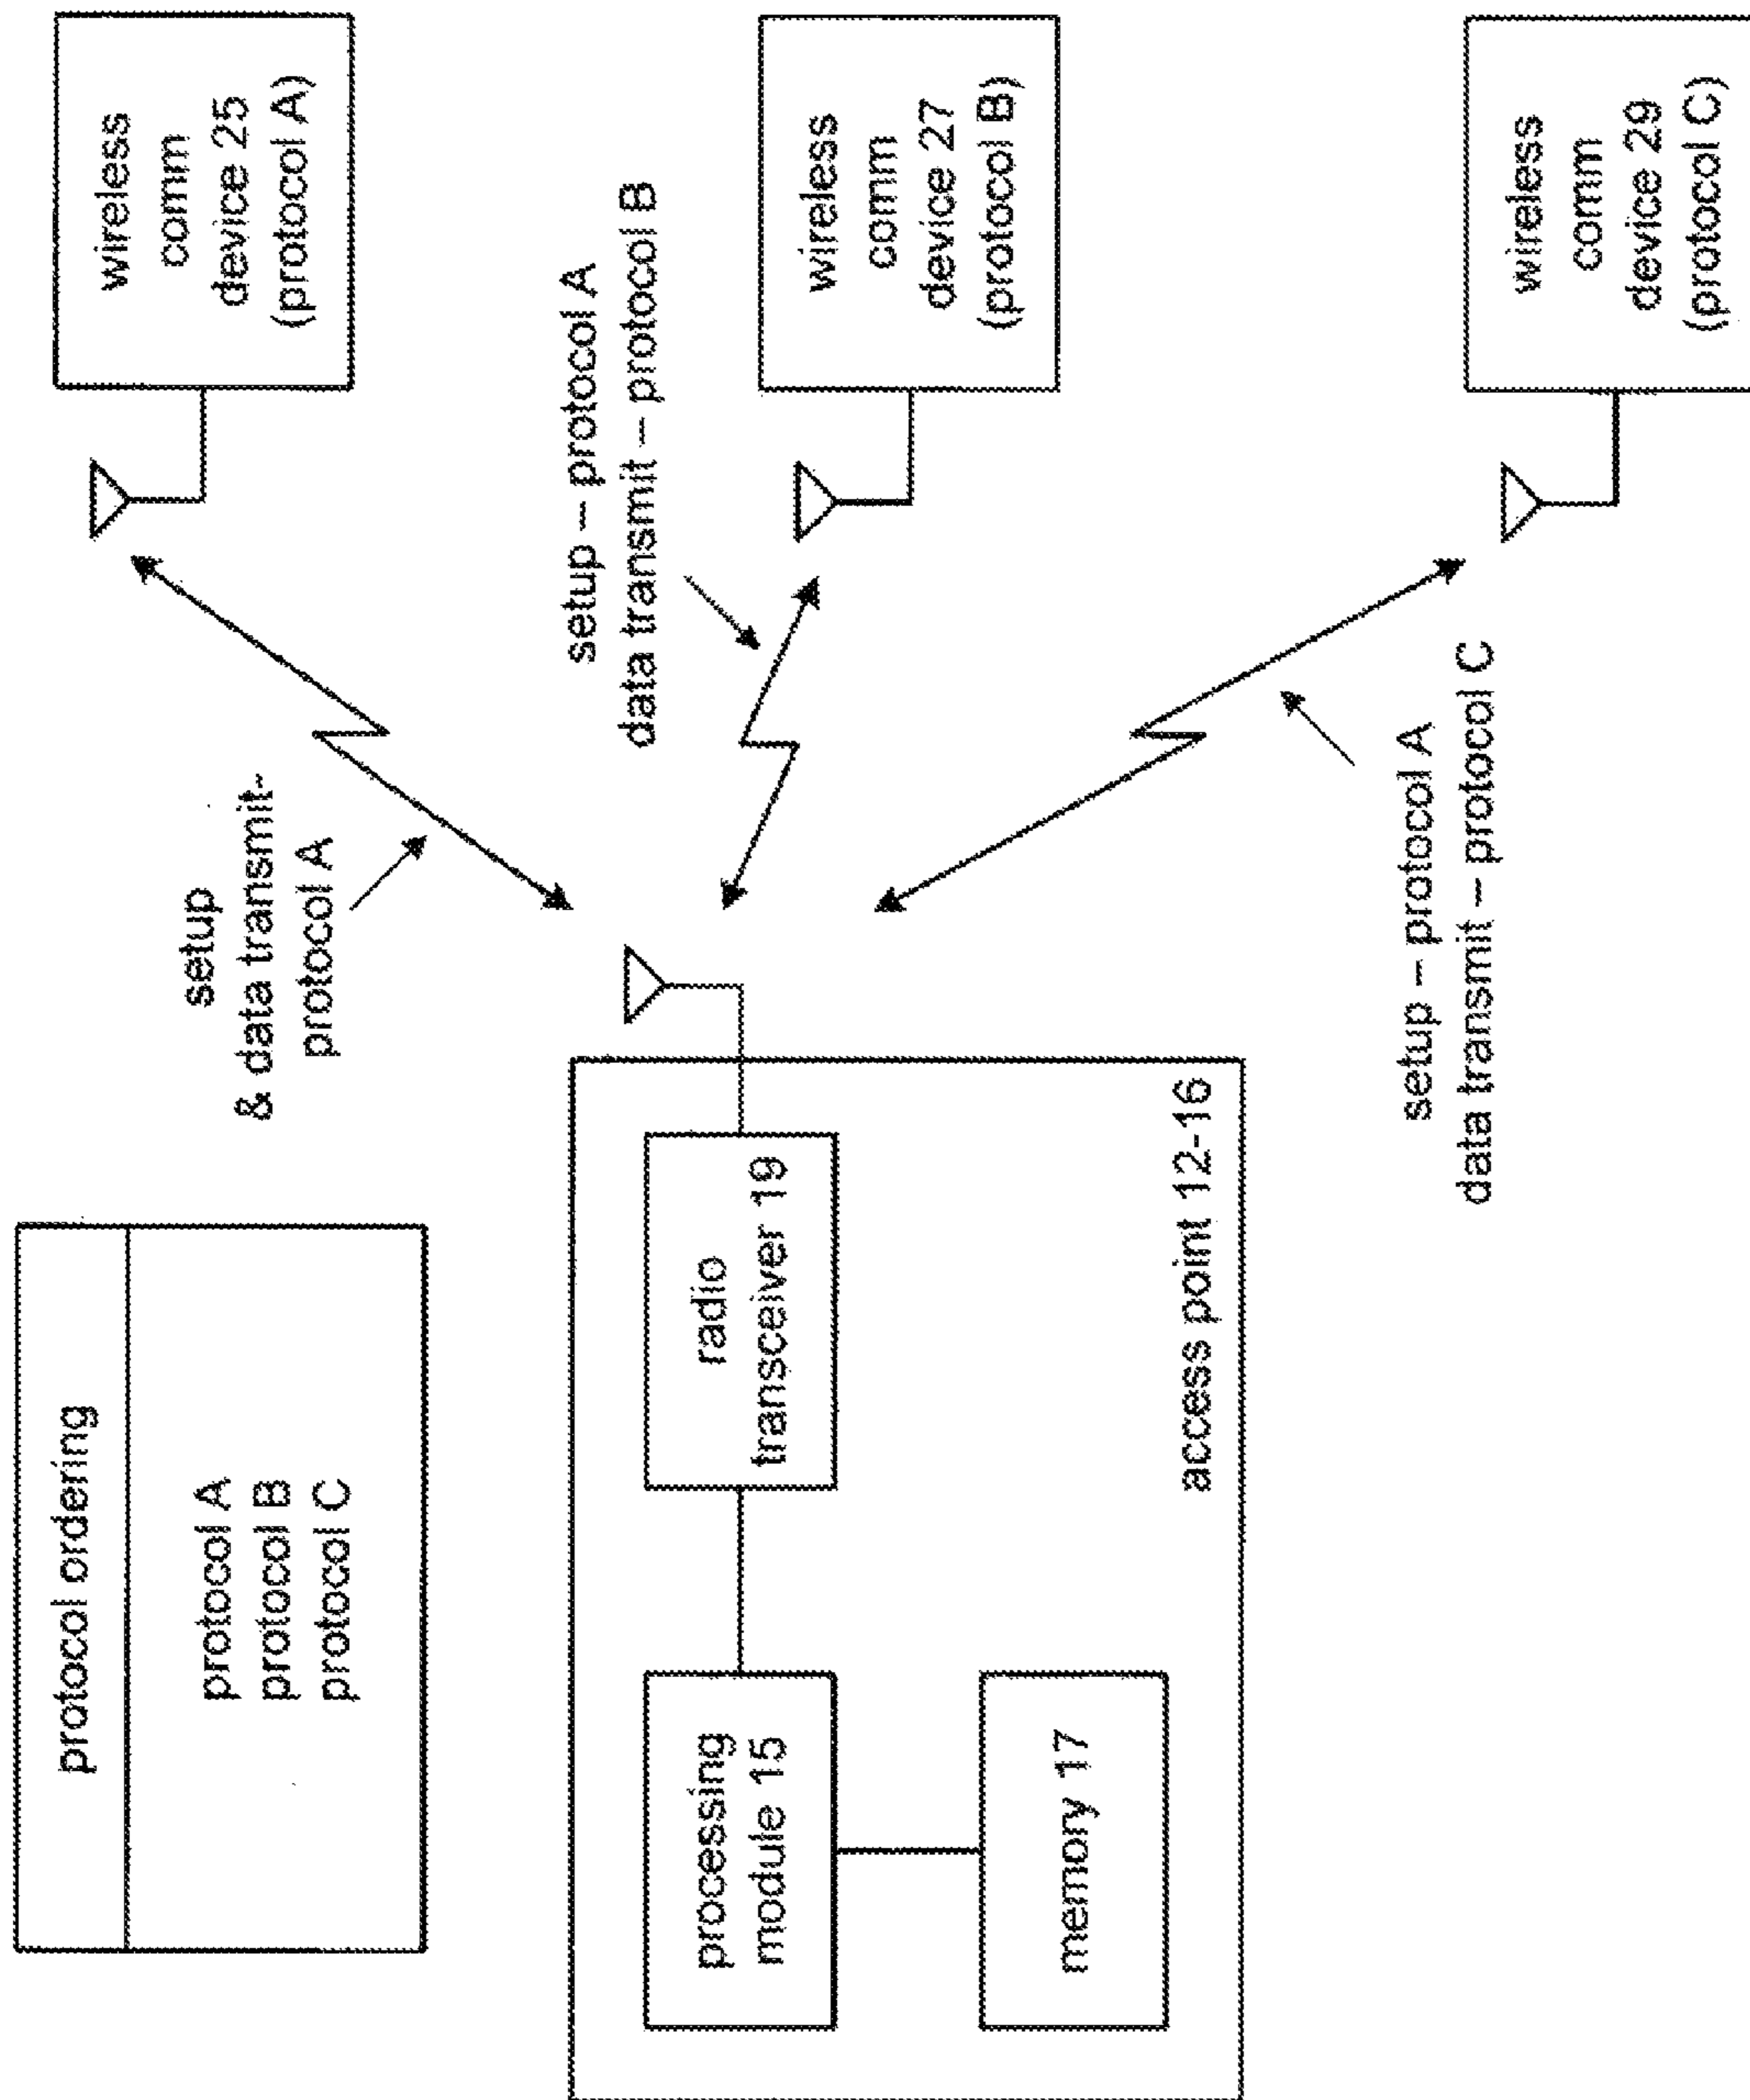 protocol ordering
protocol A
protocol B
protocol C
setup
& data transmit-
protocol A
wireless
comm
device 25
(protocol A)
setup – protocol A
data transmit – protocol B
wireless
comm
device 27
(protocol B)
processing
module 15
radio
transceiver 19
memory 17
access point 12-16
setup – protocol A
data transmit – protocol C
wireless
comm
device 29
(protocol C)